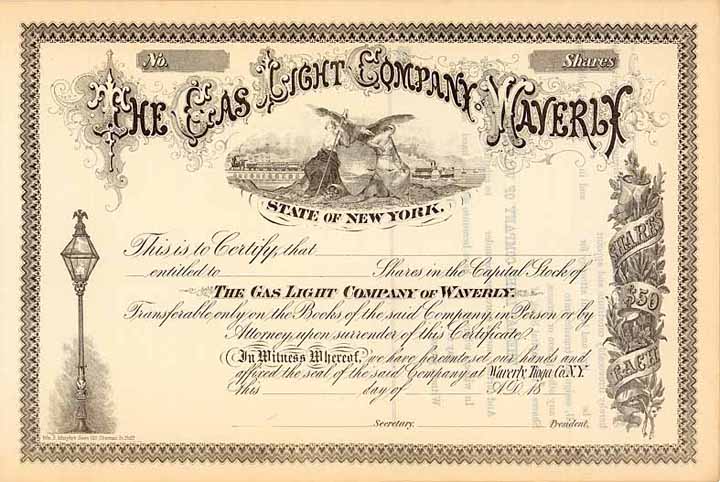 No.
Shares
THE GAS LIGHT COMPANY OF WAVERLY
STATE OF NEW YORK.
This is to Certify, that
entitled to Shares in the Capital Stock of
THE GAS LIGHT COMPANY OF WAVERLY.
Transferable only on the Books of the said Company, in Person or by
Attorney upon surrender of this Certificate.
In Witness Whereof, we have hereunto set our hands and
affixed the seal of the said Company at Waverly, Tioga Co. N.Y.
this day of A.D. 18
Secretary. President.
SHARES
$50
EACH